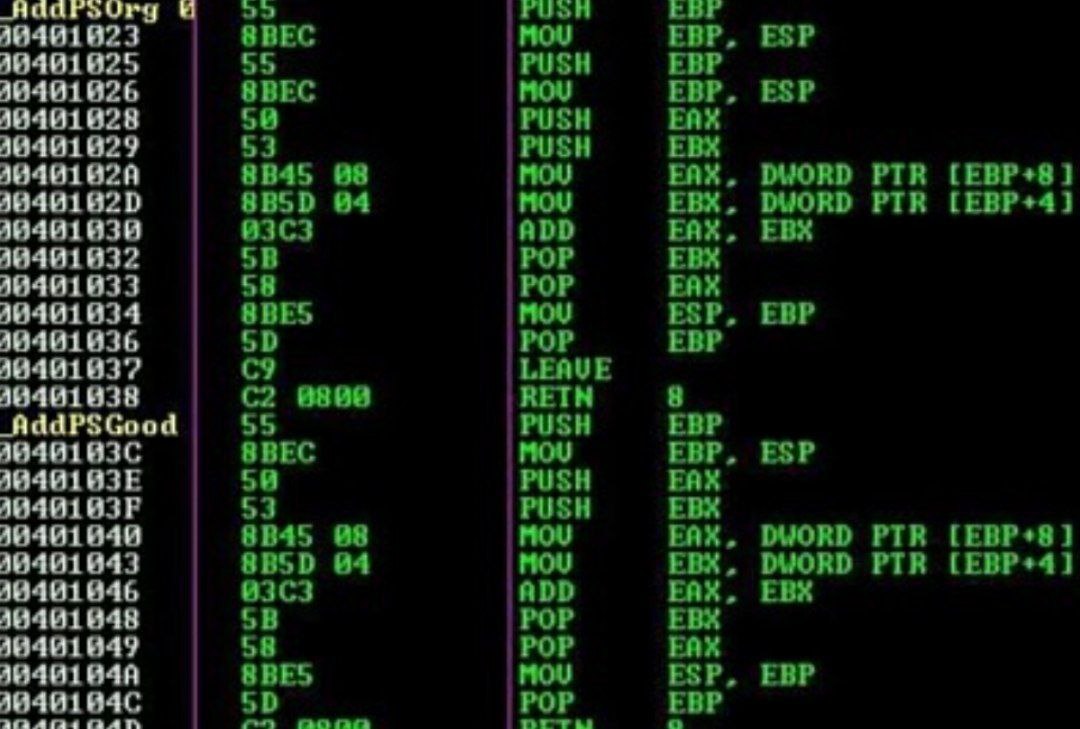 _AddPSOrg 0 55 PUSH EBP
00401023 8BEC MOV EBP, ESP
00401025 55 PUSH EBP
00401026 8BEC MOV EBP, ESP
00401028 50 PUSH EAX
00401029 53 PUSH EBX
0040102A 8B45 08 MOV EAX, DWORD PTR [EBP+8]
0040102D 8B5D 04 MOV EBX, DWORD PTR [EBP+4]
00401030 03C3 ADD EAX, EBX
00401032 5B POP EBX
00401033 58 POP EAX
00401034 8BE5 MOV ESP, EBP
00401036 5D POP EBP
00401037 C9 LEAVE
00401038 C2 0800 RETN 8
_AddPSGood 55 PUSH EBP
0040103C 8BEC MOV EBP, ESP
0040103E 50 PUSH EAX
0040103F 53 PUSH EBX
00401040 8B45 08 MOV EAX, DWORD PTR [EBP+8]
00401043 8B5D 04 MOV EBX, DWORD PTR [EBP+4]
00401046 03C3 ADD EAX, EBX
00401048 5B POP EBX
00401049 58 POP EAX
0040104A 8BE5 MOV ESP, EBP
0040104C 5D POP EBP
0040104D C2 0800 RETN 8